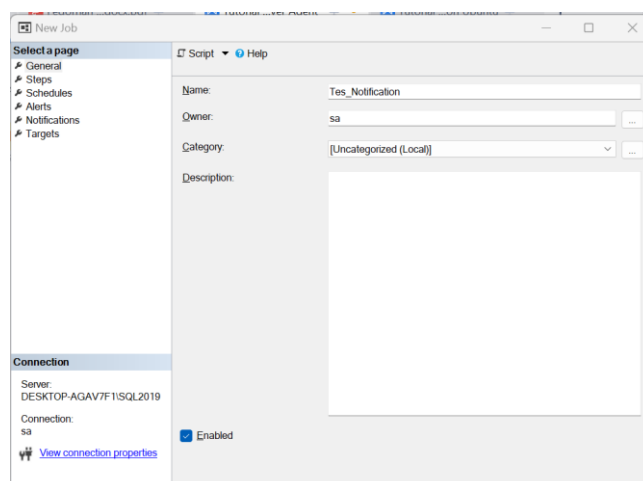 New Job
Select a page
General
Steps
Schedules
Alerts
Notifications
Targets
Script Help
Name: Tes_Notification
Owner: sa ...
Category: [Uncategorized (Local)] ...
Description:
Enabled
Connection
Server:
DESKTOP-AGAV7F1\SQL2019
Connection:
sa
View connection properties